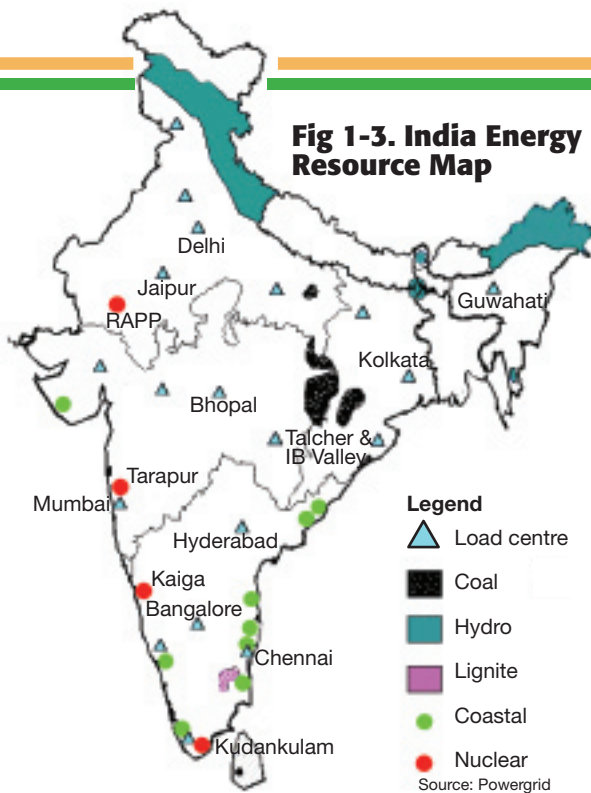 Fig 1-3. India Energy
Resource Map
Delhi
Jaipur
RAPP
Guwahati
Kolkata
Bhopal
Talcher &
IB Valley
Tarapur
Mumbai
Hyderabad
Kaiga
Bangalore
Chennai
Kudankulam
Legend
Load centre
Coal
Hydro
Lignite
Coastal
Nuclear
Source: Powergrid